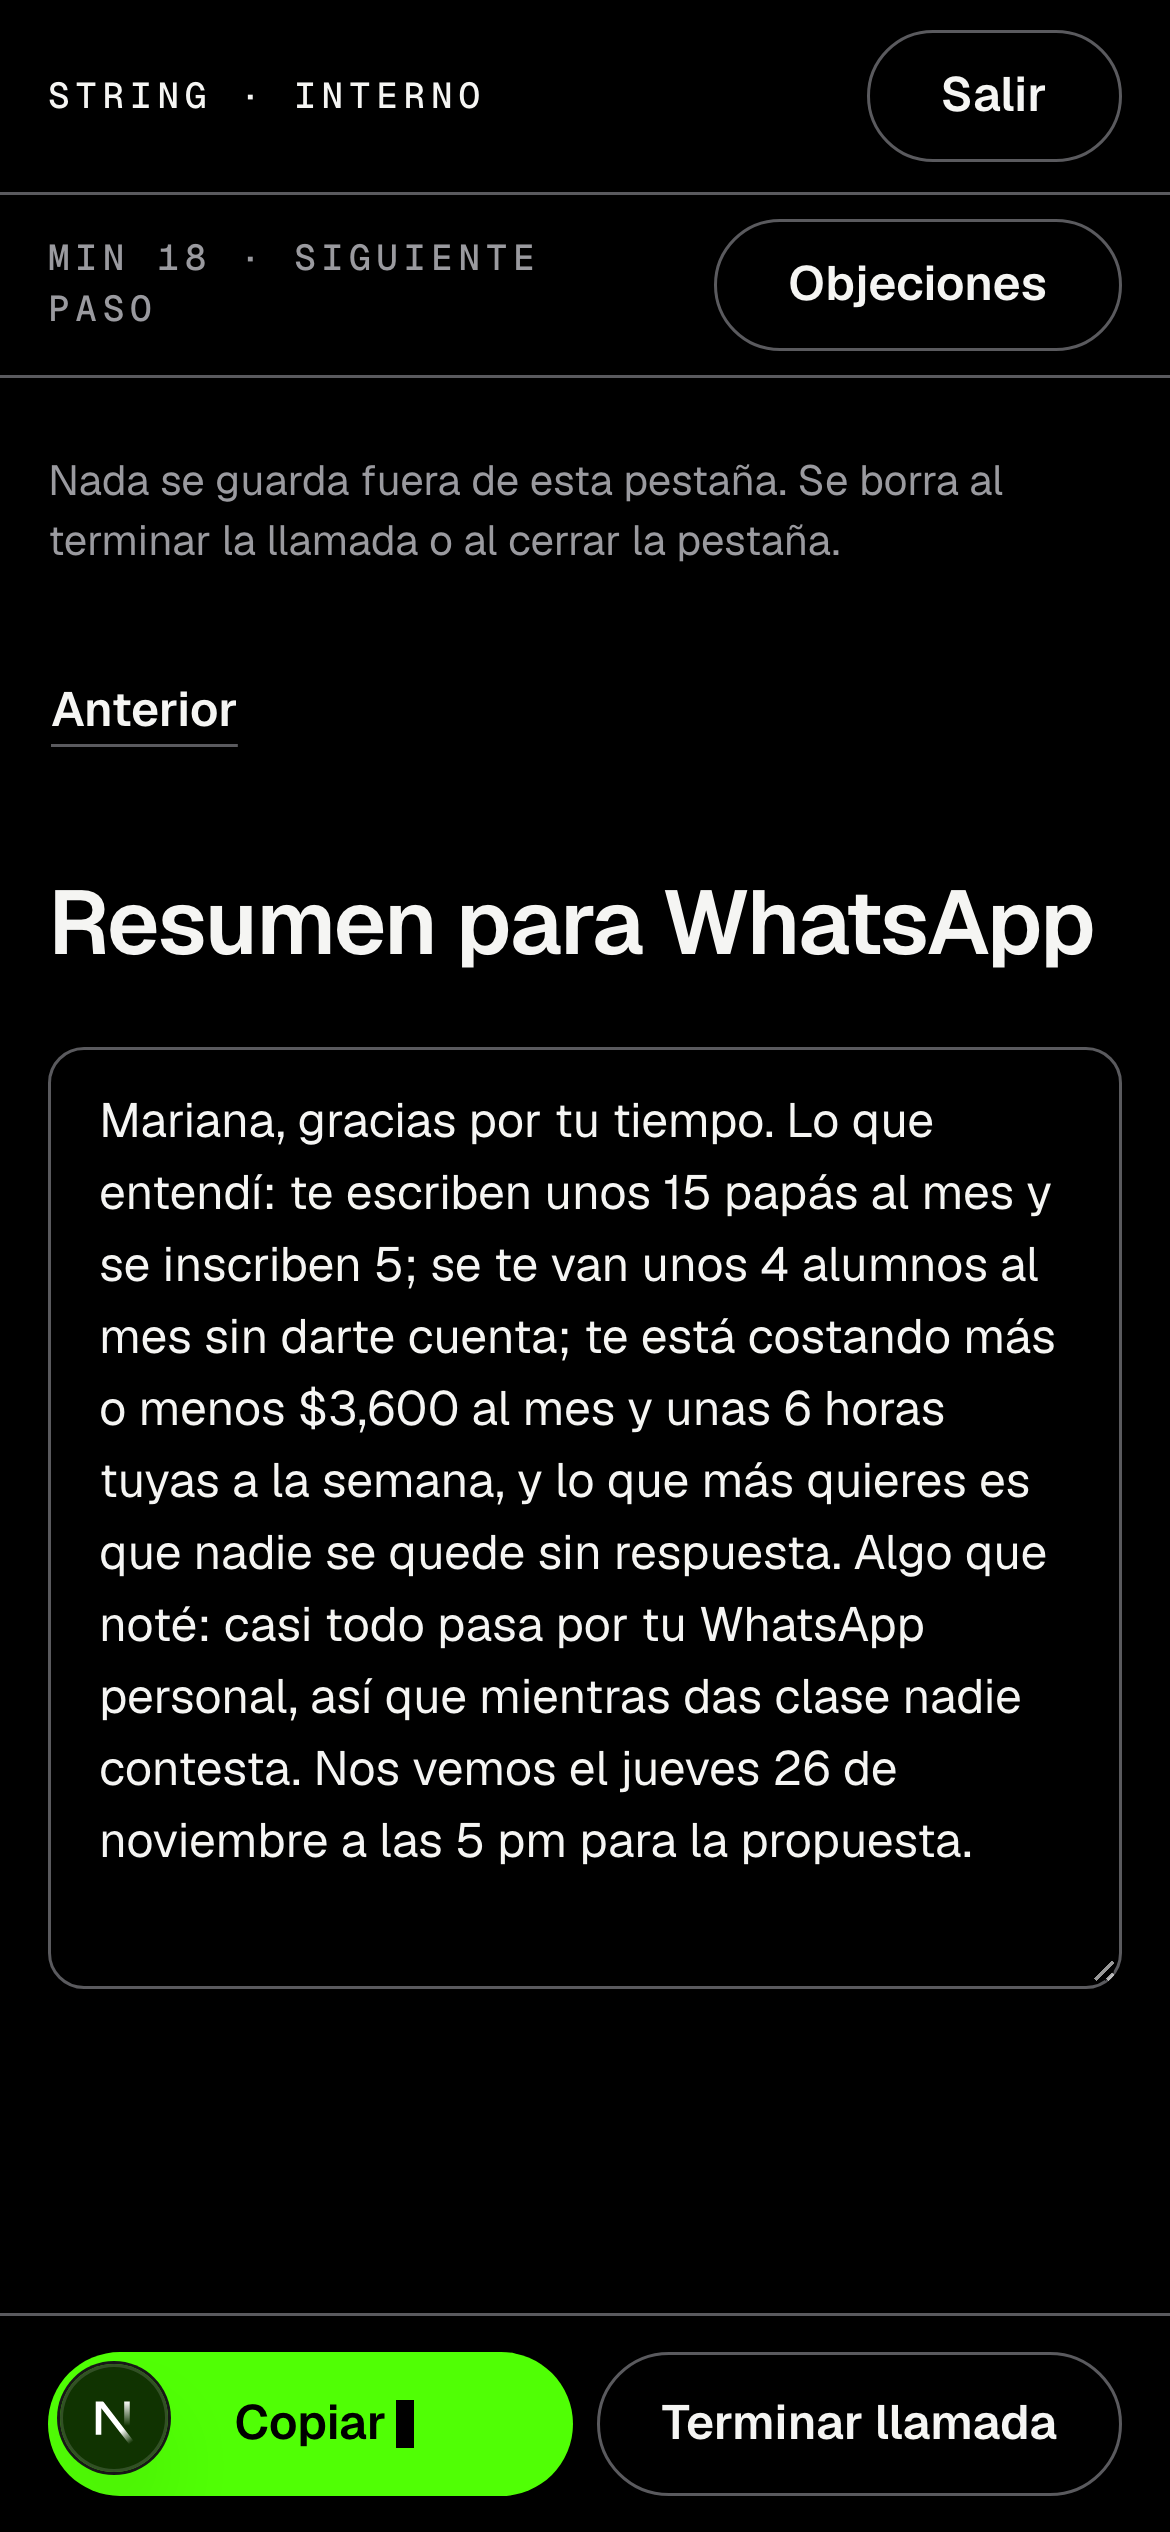 STRING · INTERNO
Salir
MIN 18 · SIGUIENTE
PASO
Objeciones
Nada se guarda fuera de esta pestaña. Se borra al
terminar la llamada o al cerrar la pestaña.
Anterior
Resumen para WhatsApp
Mariana, gracias por tu tiempo. Lo que
entendí: te escriben unos 15 papás al mes y
se inscriben 5; se te van unos 4 alumnos al
mes sin darte cuenta; te está costando más
o menos $3,600 al mes y unas 6 horas
tuyas a la semana, y lo que más quieres es
que nadie se quede sin respuesta. Algo que
noté: casi todo pasa por tu WhatsApp
personal, así que mientras das clase nadie
contesta. Nos vemos el jueves 26 de
noviembre a las 5 pm para la propuesta.
N
Copiar
Terminar llamada